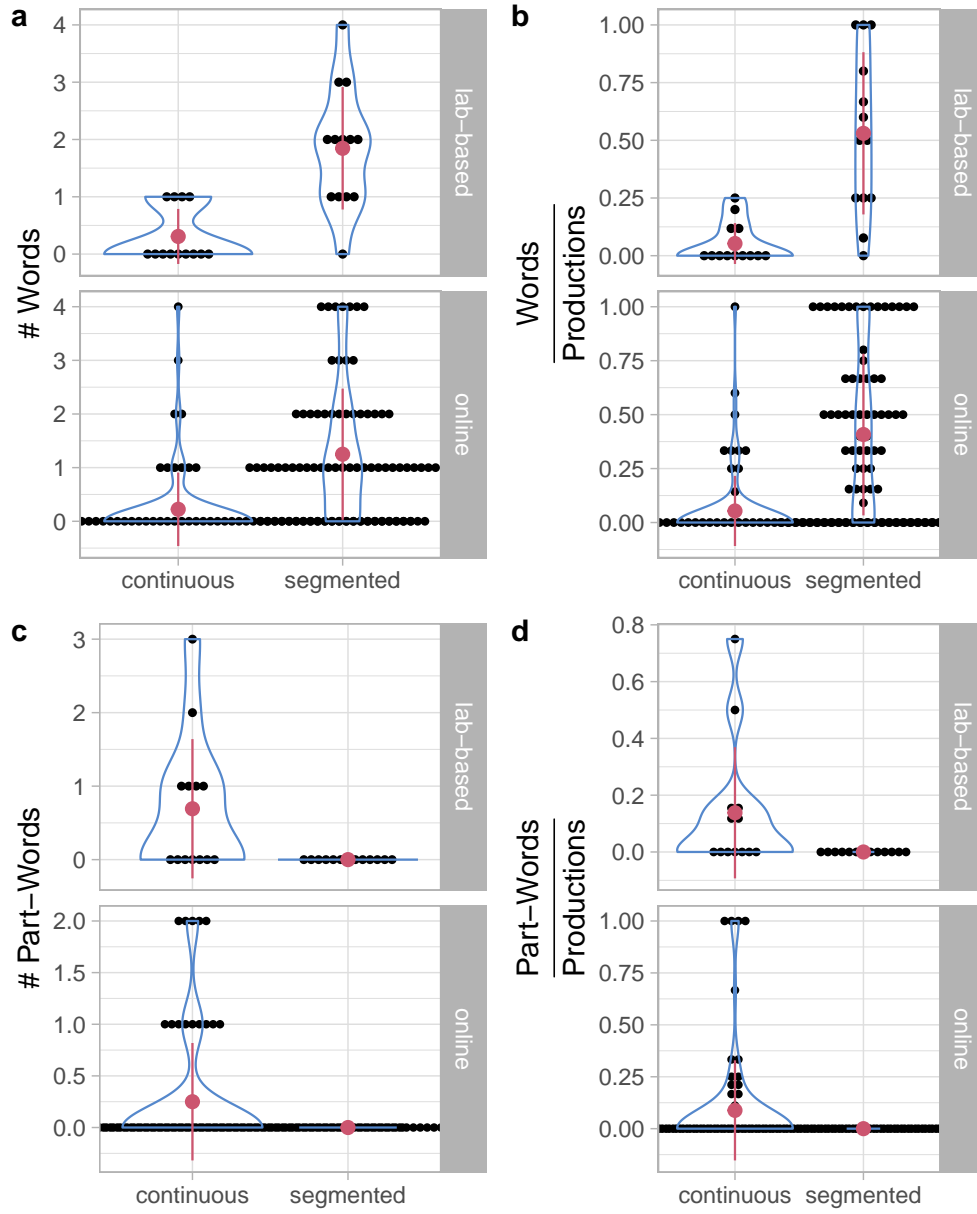 a
# Words
4
3
2
1
0
lab−based
4
3
2
1
0
online
continuous segmented
b
Words
Productions
1.00
0.75
0.50
0.25
0.00
lab−based
1.00
0.75
0.50
0.25
0.00
online
continuous segmented
c
# Part−Words
3
2
1
0
lab−based
2.0
1.5
1.0
0.5
0.0
online
continuous segmented
d
Part−Words
Productions
0.8
0.6
0.4
0.2
0.0
lab−based
1.00
0.75
0.50
0.25
0.00
online
continuous segmented